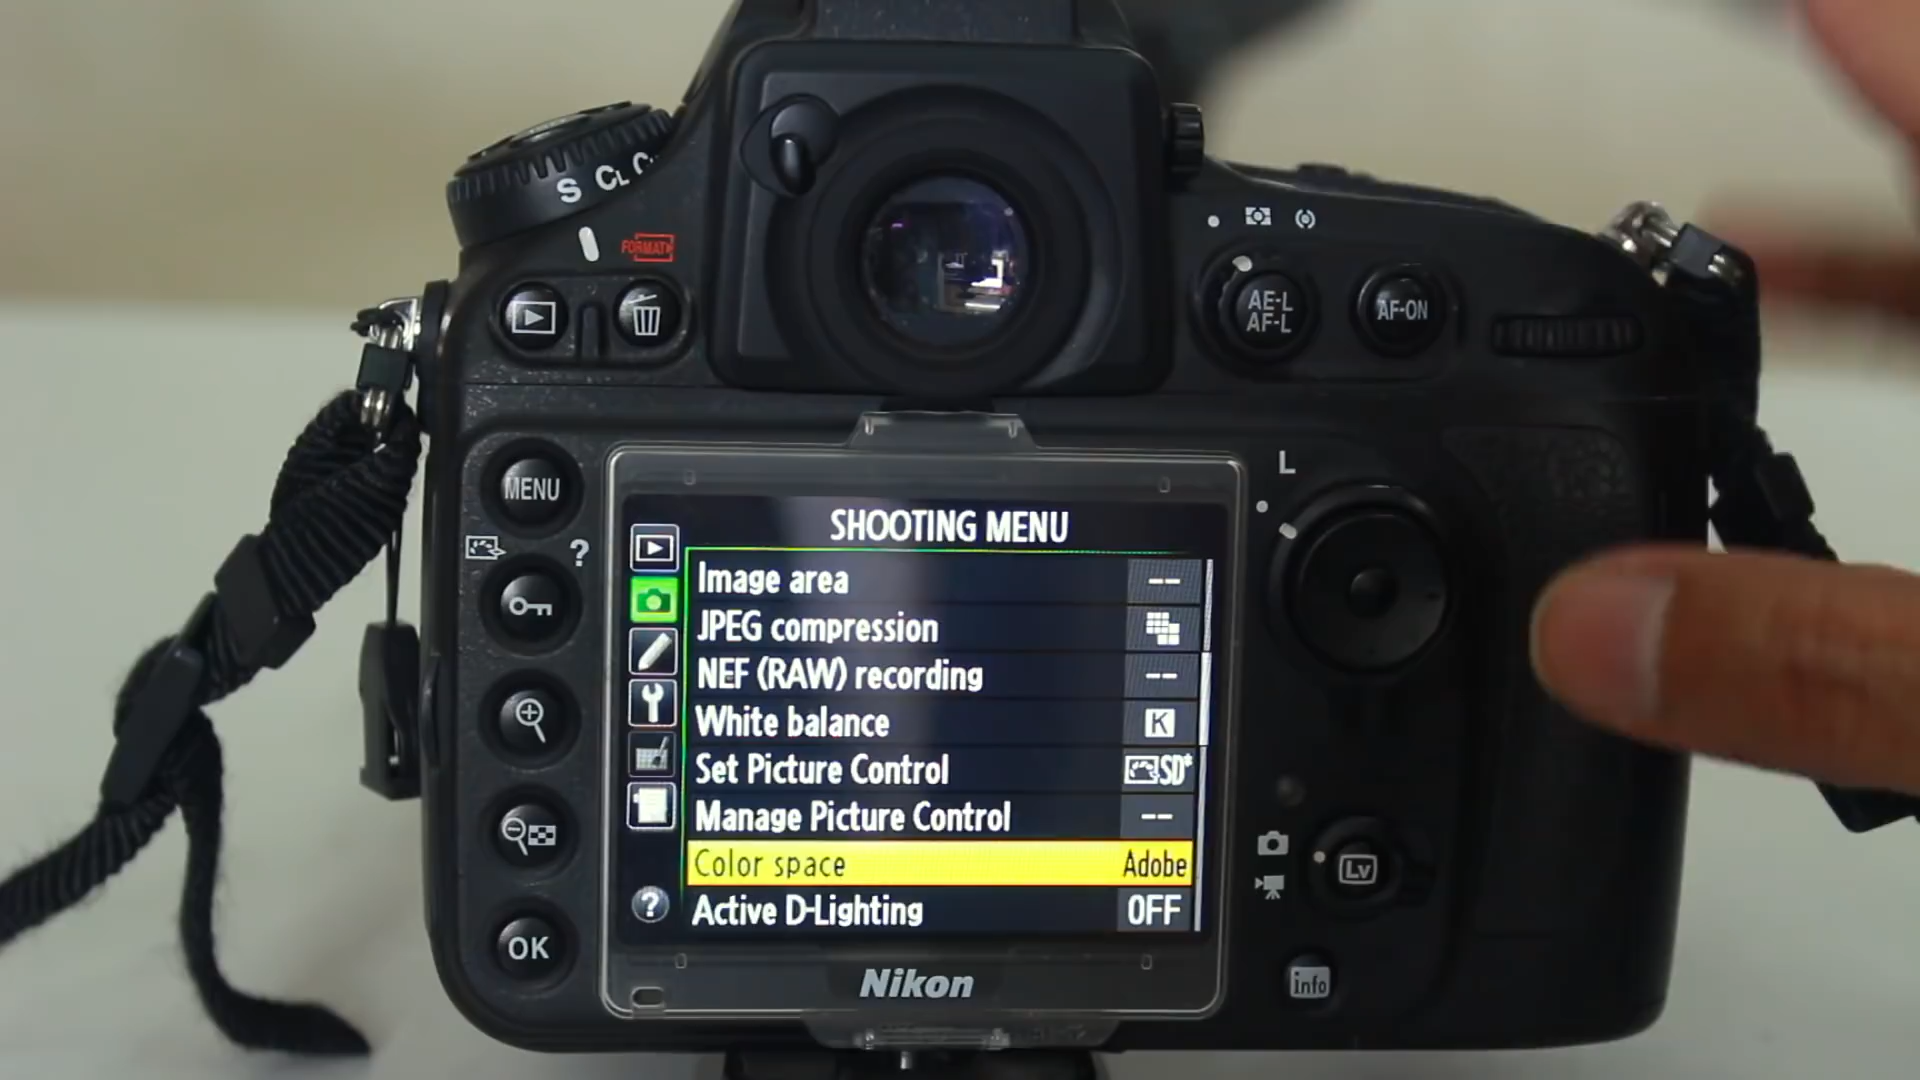 S CL C
FORMAT
AE-L
AF-L
AF-ON
L
MENU
?
SHOOTING MENU
Image area --
JPEG compression
NEF (RAW) recording --
White balance K
Set Picture Control SD*
Manage Picture Control --
Color space Adobe
Active D-Lighting OFF
?
Lv
OK
info
Nikon